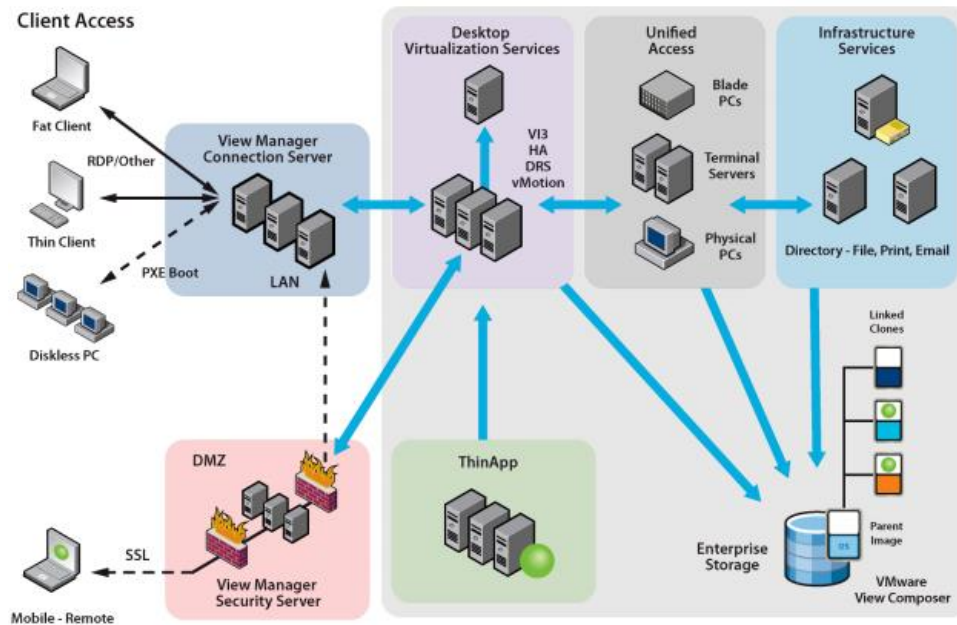 Client Access
Fat Client
RDP/Other
Thin Client
PXE Boot
Diskless PC
View Manager
Connection Server
LAN
Desktop
Virtualization Services
VI3
HA
DRS
vMotion
Unified
Access
Blade
PCs
Terminal
Servers
Physical
PCs
Infrastructure
Services
Directory - File, Print, Email
Linked
Clones
DMZ
View Manager
Security Server
SSL
Mobile - Remote
ThinApp
Enterprise
Storage
OS
Parent
Image
VMware
View Composer